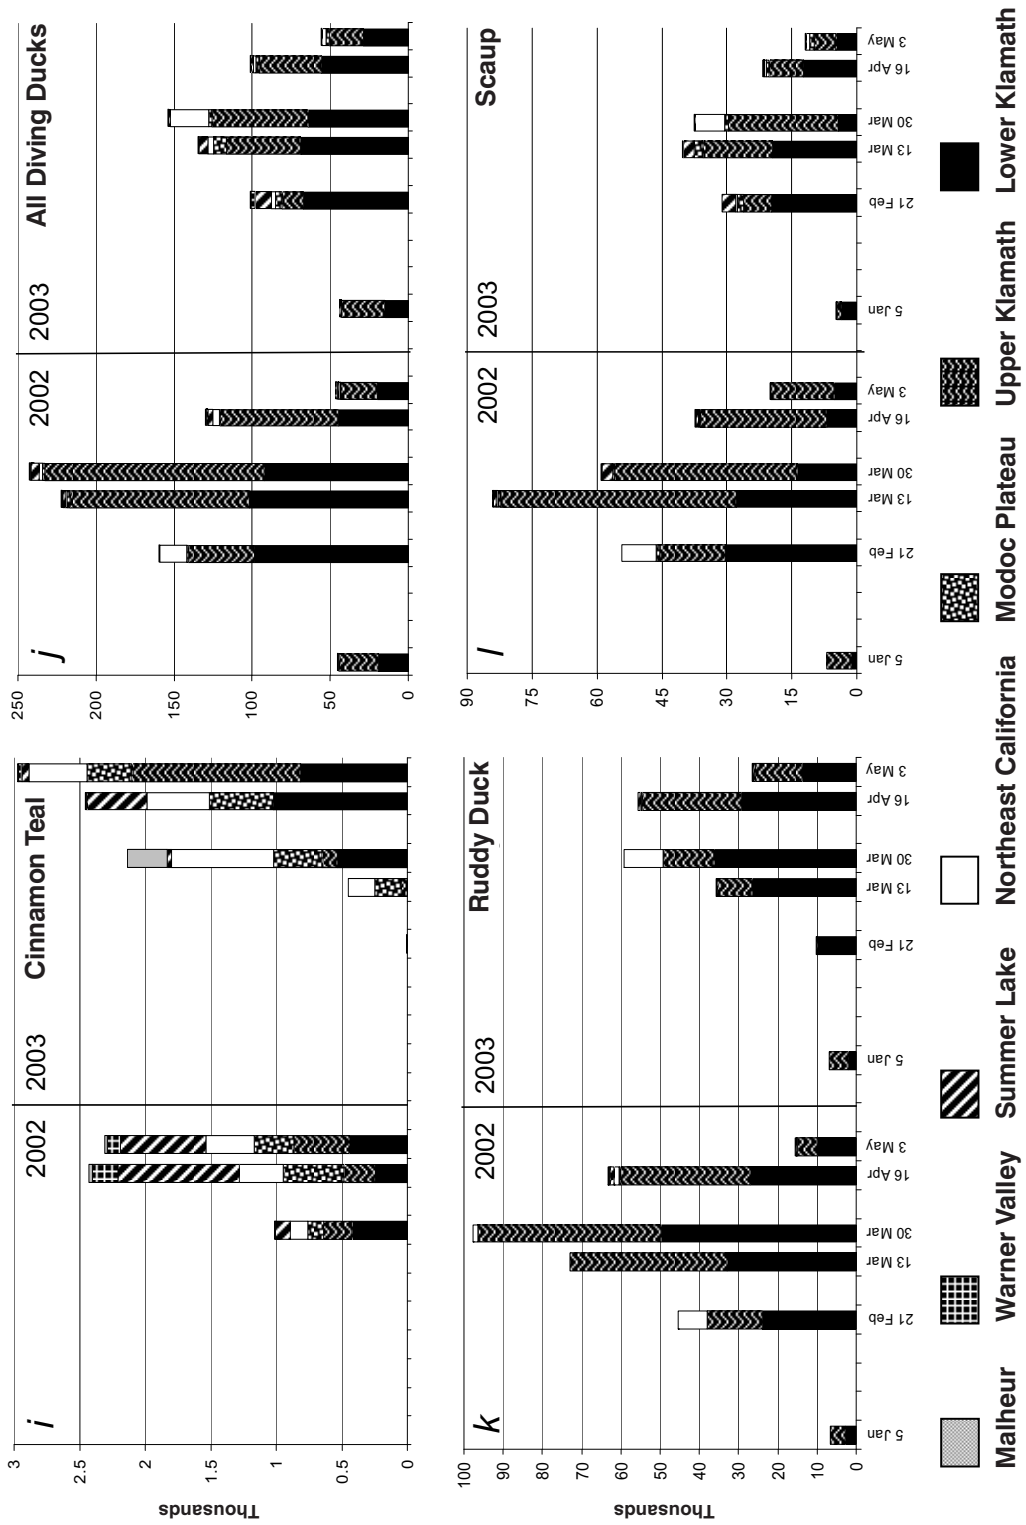 i
Cinnamon Teal
2002
2003
Thousands
3
2.5
2
1.5
1
0.5
0
j
All Diving Ducks
2002
2003
250
200
150
100
50
0
k
Ruddy Duck
2002
2003
Thousands
100
90
80
70
60
50
40
30
20
10
0
5 Jan
21 Feb
13 Mar
30 Mar
16 Apr
3 May
5 Jan
21 Feb
13 Mar
30 Mar
16 Apr
3 May
l
Scaup
2002
2003
90
75
60
45
30
15
0
5 Jan
21 Feb
13 Mar
30 Mar
16 Apr
3 May
5 Jan
21 Feb
13 Mar
30 Mar
16 Apr
3 May
Malheur
Warner Valley
Summer Lake
Northeast California
Modoc Plateau
Upper Klamath
Lower Klamath